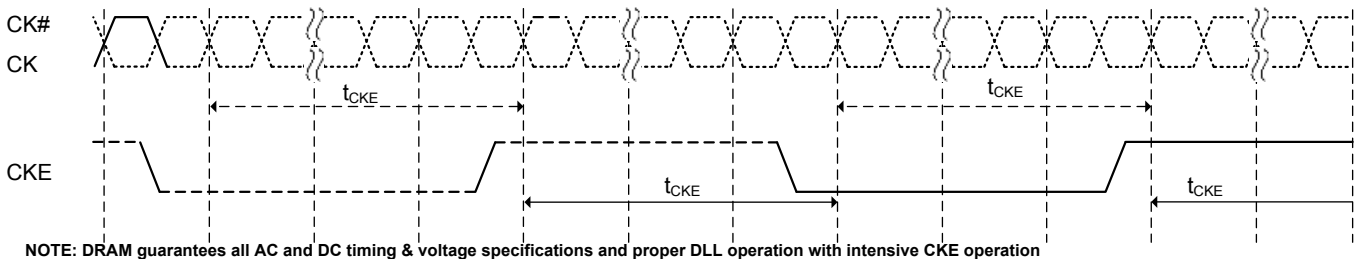 CK#
CK
tCKE tCKE
CKE
tCKE tCKE
NOTE: DRAM guarantees all AC and DC timing & voltage specifications and proper DLL operation with intensive CKE operation